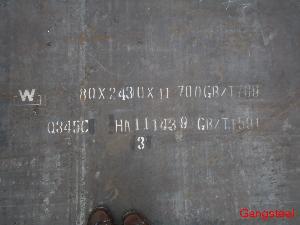 W 80X2430X11700GB/T709
Q345C HA111439 GB/T1591
3
Gangsteel